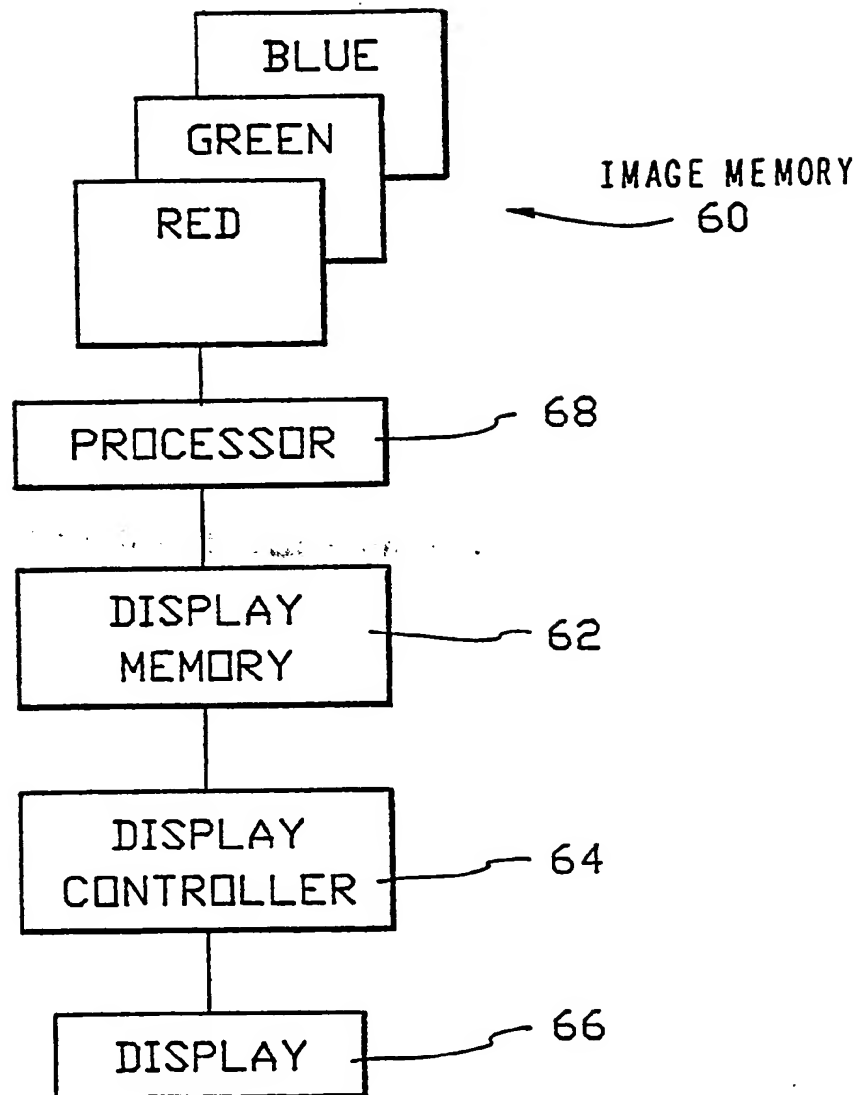 BLUE
GREEN
RED
IMAGE MEMORY
60
PROCESSOR
68
DISPLAY
MEMORY
62
DISPLAY
CONTROLLER
64
DISPLAY
66